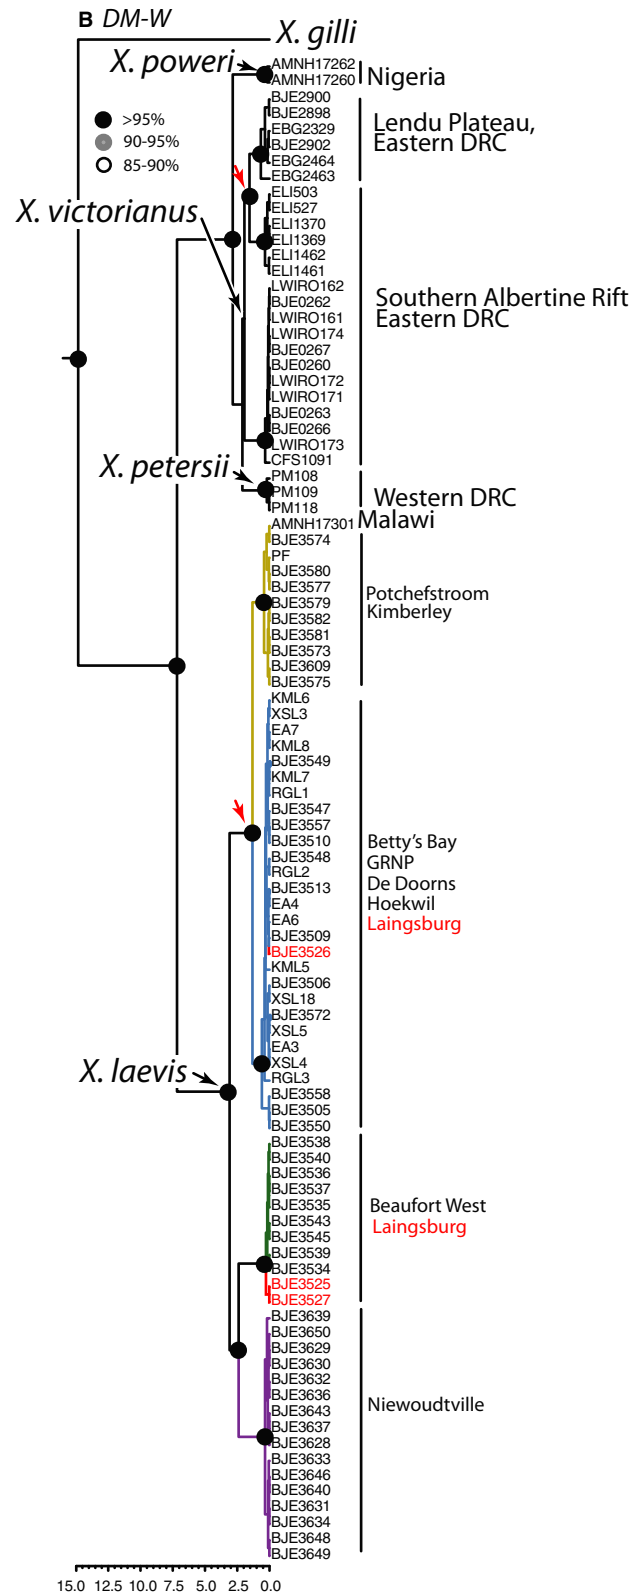 B DM-W
X. gilli
X. poweri
AMNH17262
AMNH17260
Nigeria
>95%
90-95%
85-90%
BJE2900
BJE2898
EBG2329
BJE2902
EBG2464
EBG2463
Lendu Plateau,
Eastern DRC
X. victorianus
ELI503
ELI527
ELI1370
ELI1369
ELI1462
ELI1461
LWIRO162
BJE0262
LWIRO161
LWIRO174
BJE0267
BJE0260
LWIRO172
LWIRO171
BJE0263
BJE0266
LWIRO173
CFS1091
Southern Albertine Rift
Eastern DRC
X. petersii
PM108
PM109
PM118
Western DRC
AMNH17301 Malawi
BJE3574
PF
BJE3580
BJE3577
BJE3579
BJE3582
BJE3581
BJE3573
BJE3609
BJE3575
Potchefstroom
Kimberley
KML6
XSL3
EA7
KML8
BJE3549
KML7
RGL1
BJE3547
BJE3557
BJE3510
BJE3548
RGL2
BJE3513
EA4
EA6
BJE3509
BJE3526
KML5
BJE3506
XSL18
BJE3572
XSL5
EA3
XSL4
RGL3
BJE3558
BJE3505
BJE3550
Betty's Bay
GRNP
De Doorns
Hoekwil
Laingsburg
X. laevis
BJE3538
BJE3540
BJE3536
BJE3537
BJE3535
BJE3543
BJE3545
BJE3539
BJE3534
BJE3525
BJE3527
Beaufort West
Laingsburg
BJE3639
BJE3650
BJE3629
BJE3630
BJE3632
BJE3636
BJE3643
BJE3637
BJE3628
BJE3633
BJE3646
BJE3640
BJE3631
BJE3634
BJE3648
BJE3649
Niewoudtville
15.0 12.5 10.0 7.5 5.0 2.5 0.0